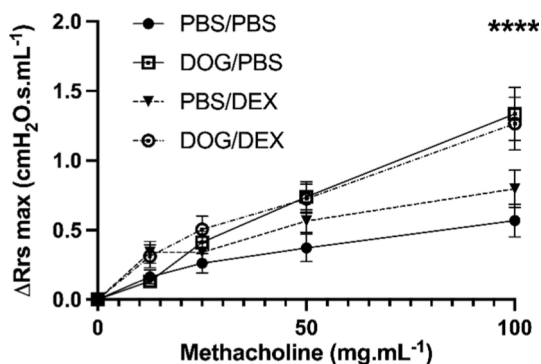 ****
PBS/PBS
DOG/PBS
PBS/DEX
DOG/DEX
ΔRrs max (cmH₂O.s.mL⁻¹)
2.0
1.5
1.0
0.5
0.0
0 50 100
Methacholine (mg.mL⁻¹)